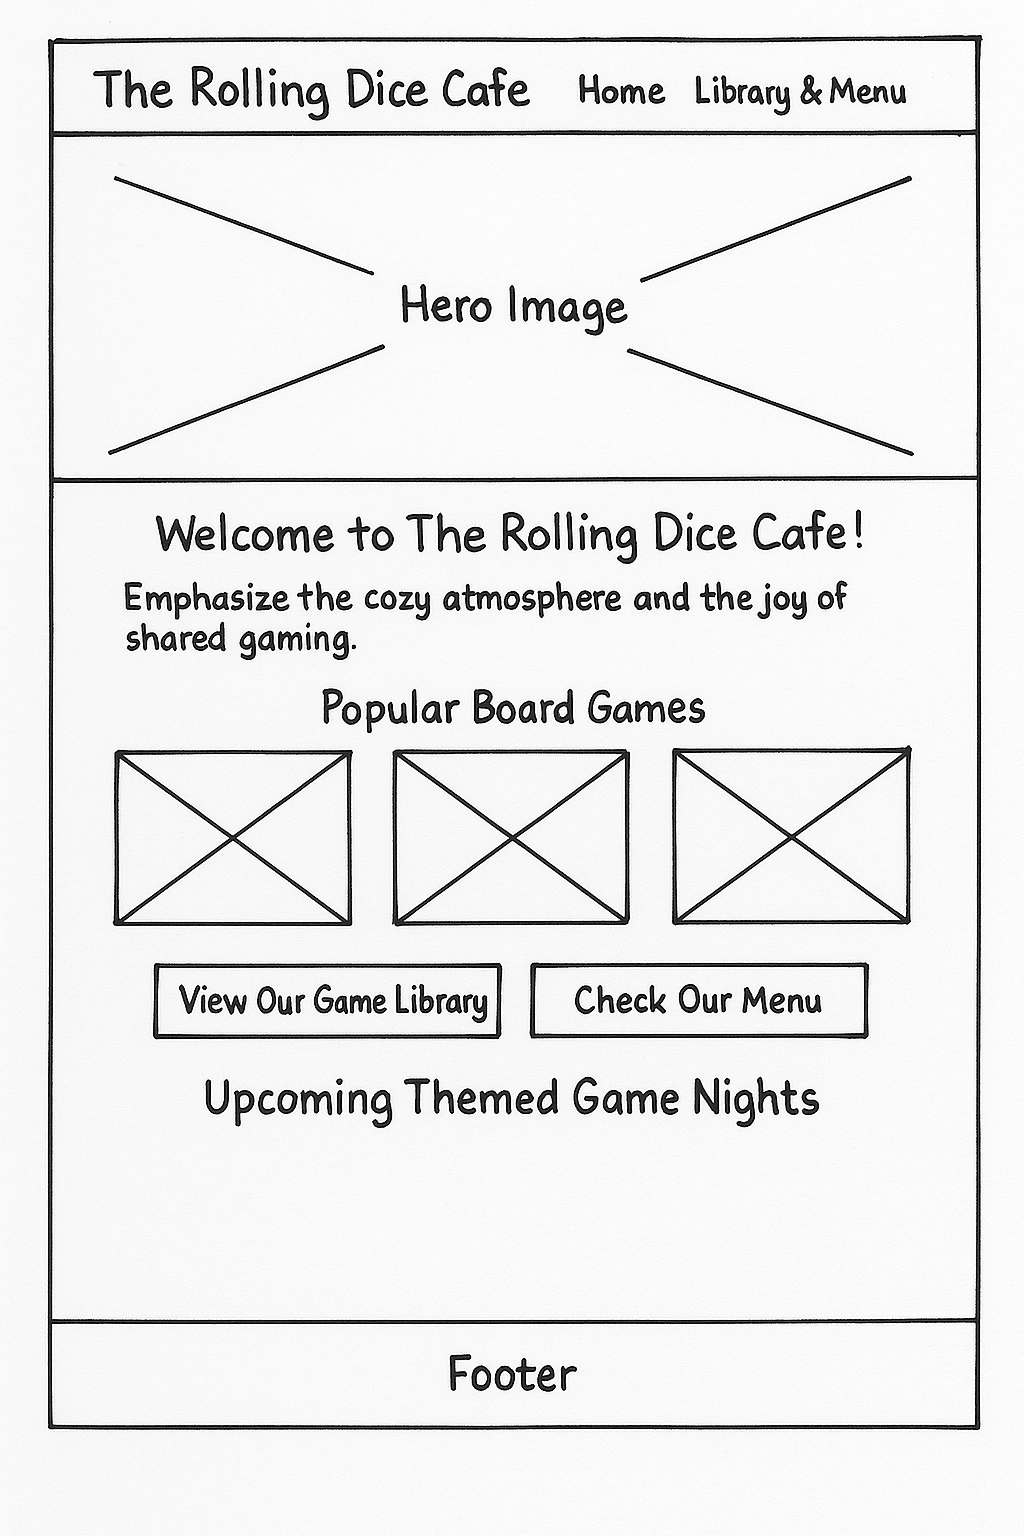 The Rolling Dice Cafe Home Library & Menu
Hero Image
Welcome to The Rolling Dice Cafe!
Emphasize the cozy atmosphere and the joy of
shared gaming.
Popular Board Games
View Our Game Library Check Our Menu
Upcoming Themed Game Nights
Footer